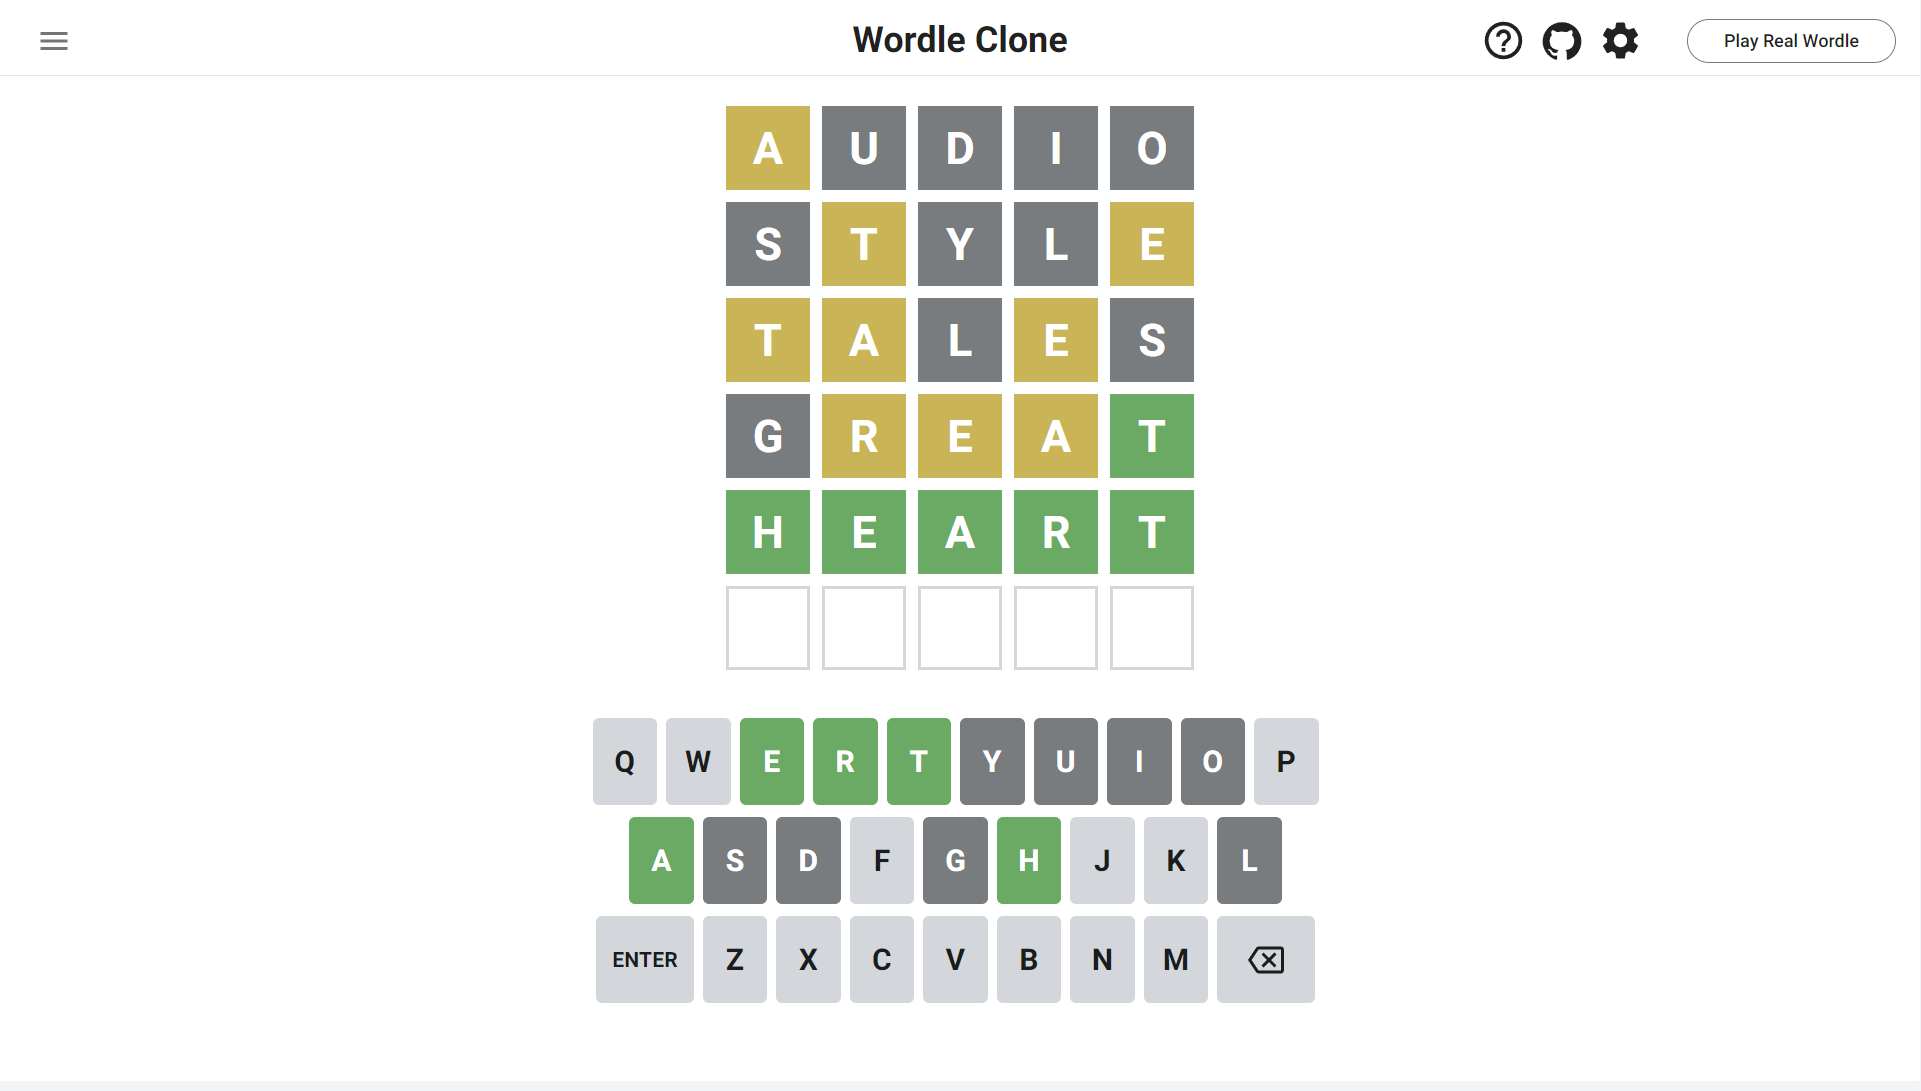 Wordle Clone
Play Real Wordle
A U D I O
S T Y L E
T A L E S
G R E A T
H E A R T
Q W E R T Y U I O P
A S D F G H J K L
ENTER Z X C V B N M